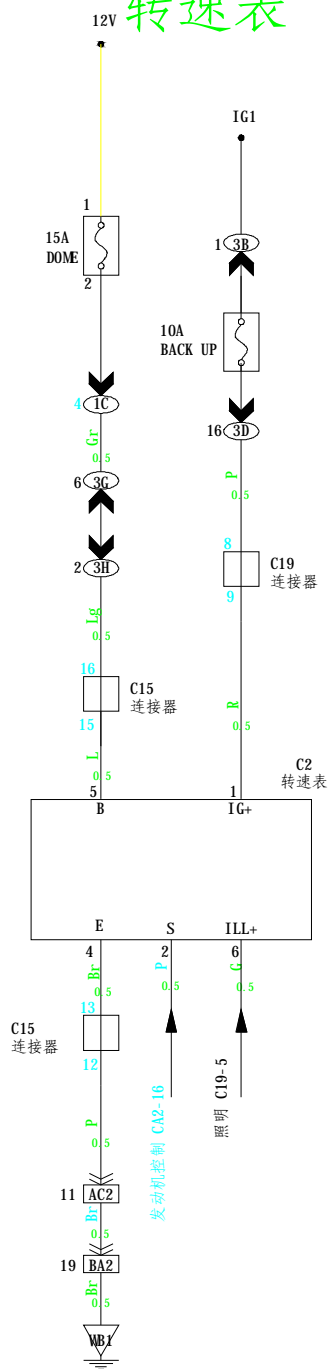 转速表
12V
IG1
1
15A
DOME
2
1 3B
10A
BACK UP
4 1C
16 3D
Gr
0.5
6 3G
P
0.5
2 3H
8
C19
连接器
9
Lg
0.5
16
C15
连接器
15
R
0.5
L
0.5
C2
转速表
5
1
B
IG+
E
S
ILL+
4
2
6
Br
0.5
P
0.5
G
0.5
13
C15
连接器
12
发动机控制 CA2-16
照明 C19-5
P
0.5
11 AC2
Br
0.5
19 BA2
Br
0.5
WB1